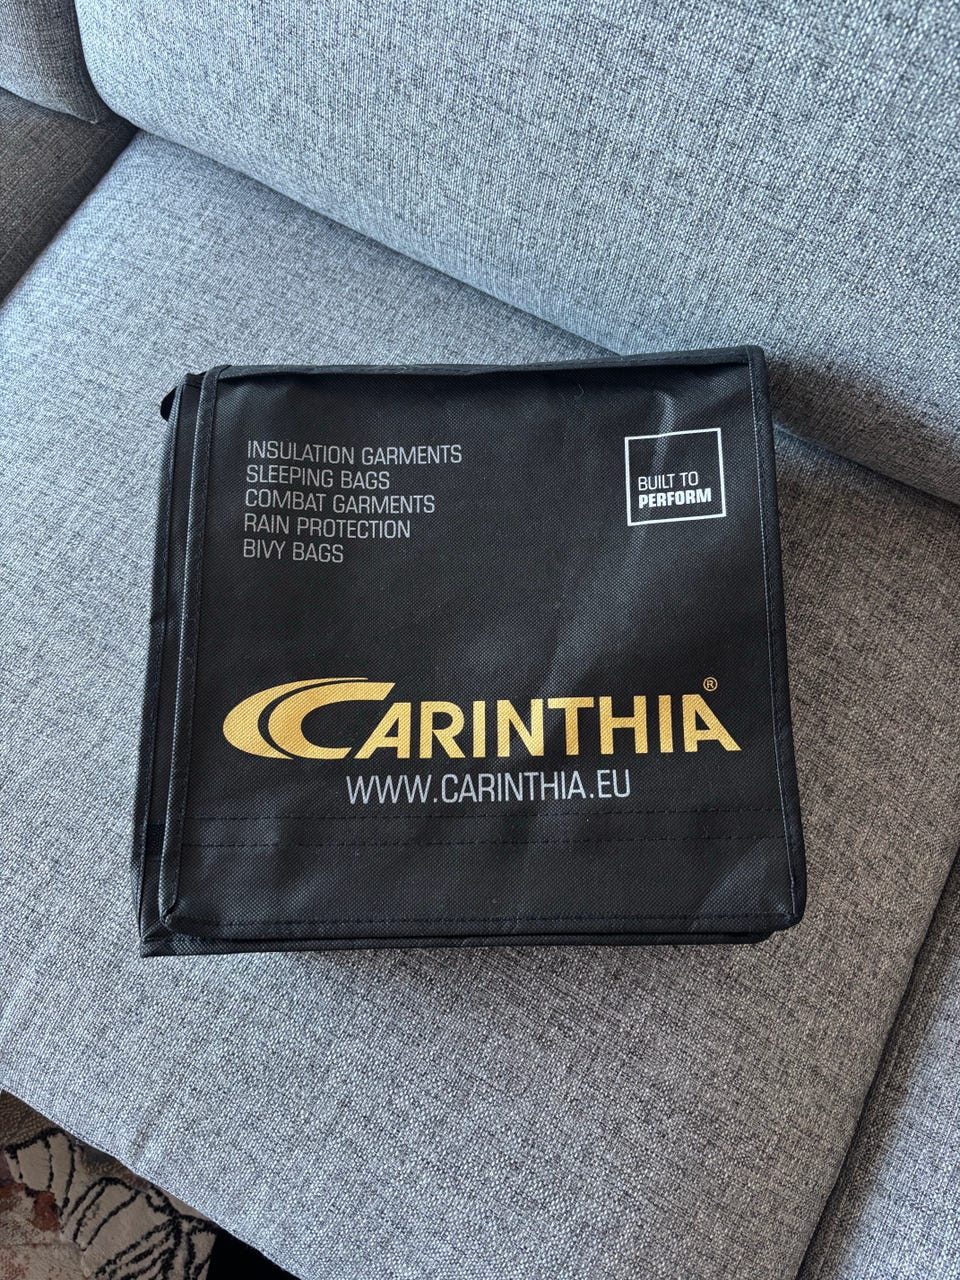 INSULATION GARMENTS
SLEEPING BAGS
COMBAT GARMENTS
RAIN PROTECTION
BIVY BAGS
BUILT TO
PERFORM
CARINTHIA®
WWW.CARINTHIA.EU